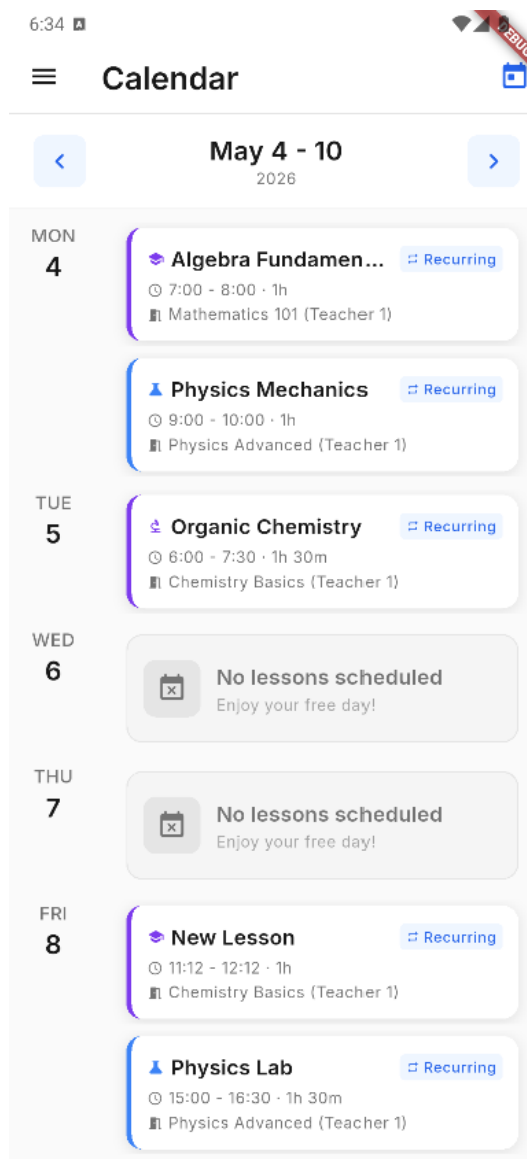 6:34 A
DEBUG
Calendar
May 4 - 10
2026
MON
4
Algebra Fundamen...
Recurring
7:00 - 8:00 · 1h
Mathematics 101 (Teacher 1)
Physics Mechanics
Recurring
9:00 - 10:00 · 1h
Physics Advanced (Teacher 1)
TUE
5
Organic Chemistry
Recurring
6:00 - 7:30 · 1h 30m
Chemistry Basics (Teacher 1)
WED
6
No lessons scheduled
Enjoy your free day!
THU
7
No lessons scheduled
Enjoy your free day!
FRI
8
New Lesson
Recurring
11:12 - 12:12 · 1h
Chemistry Basics (Teacher 1)
Physics Lab
Recurring
15:00 - 16:30 · 1h 30m
Physics Advanced (Teacher 1)